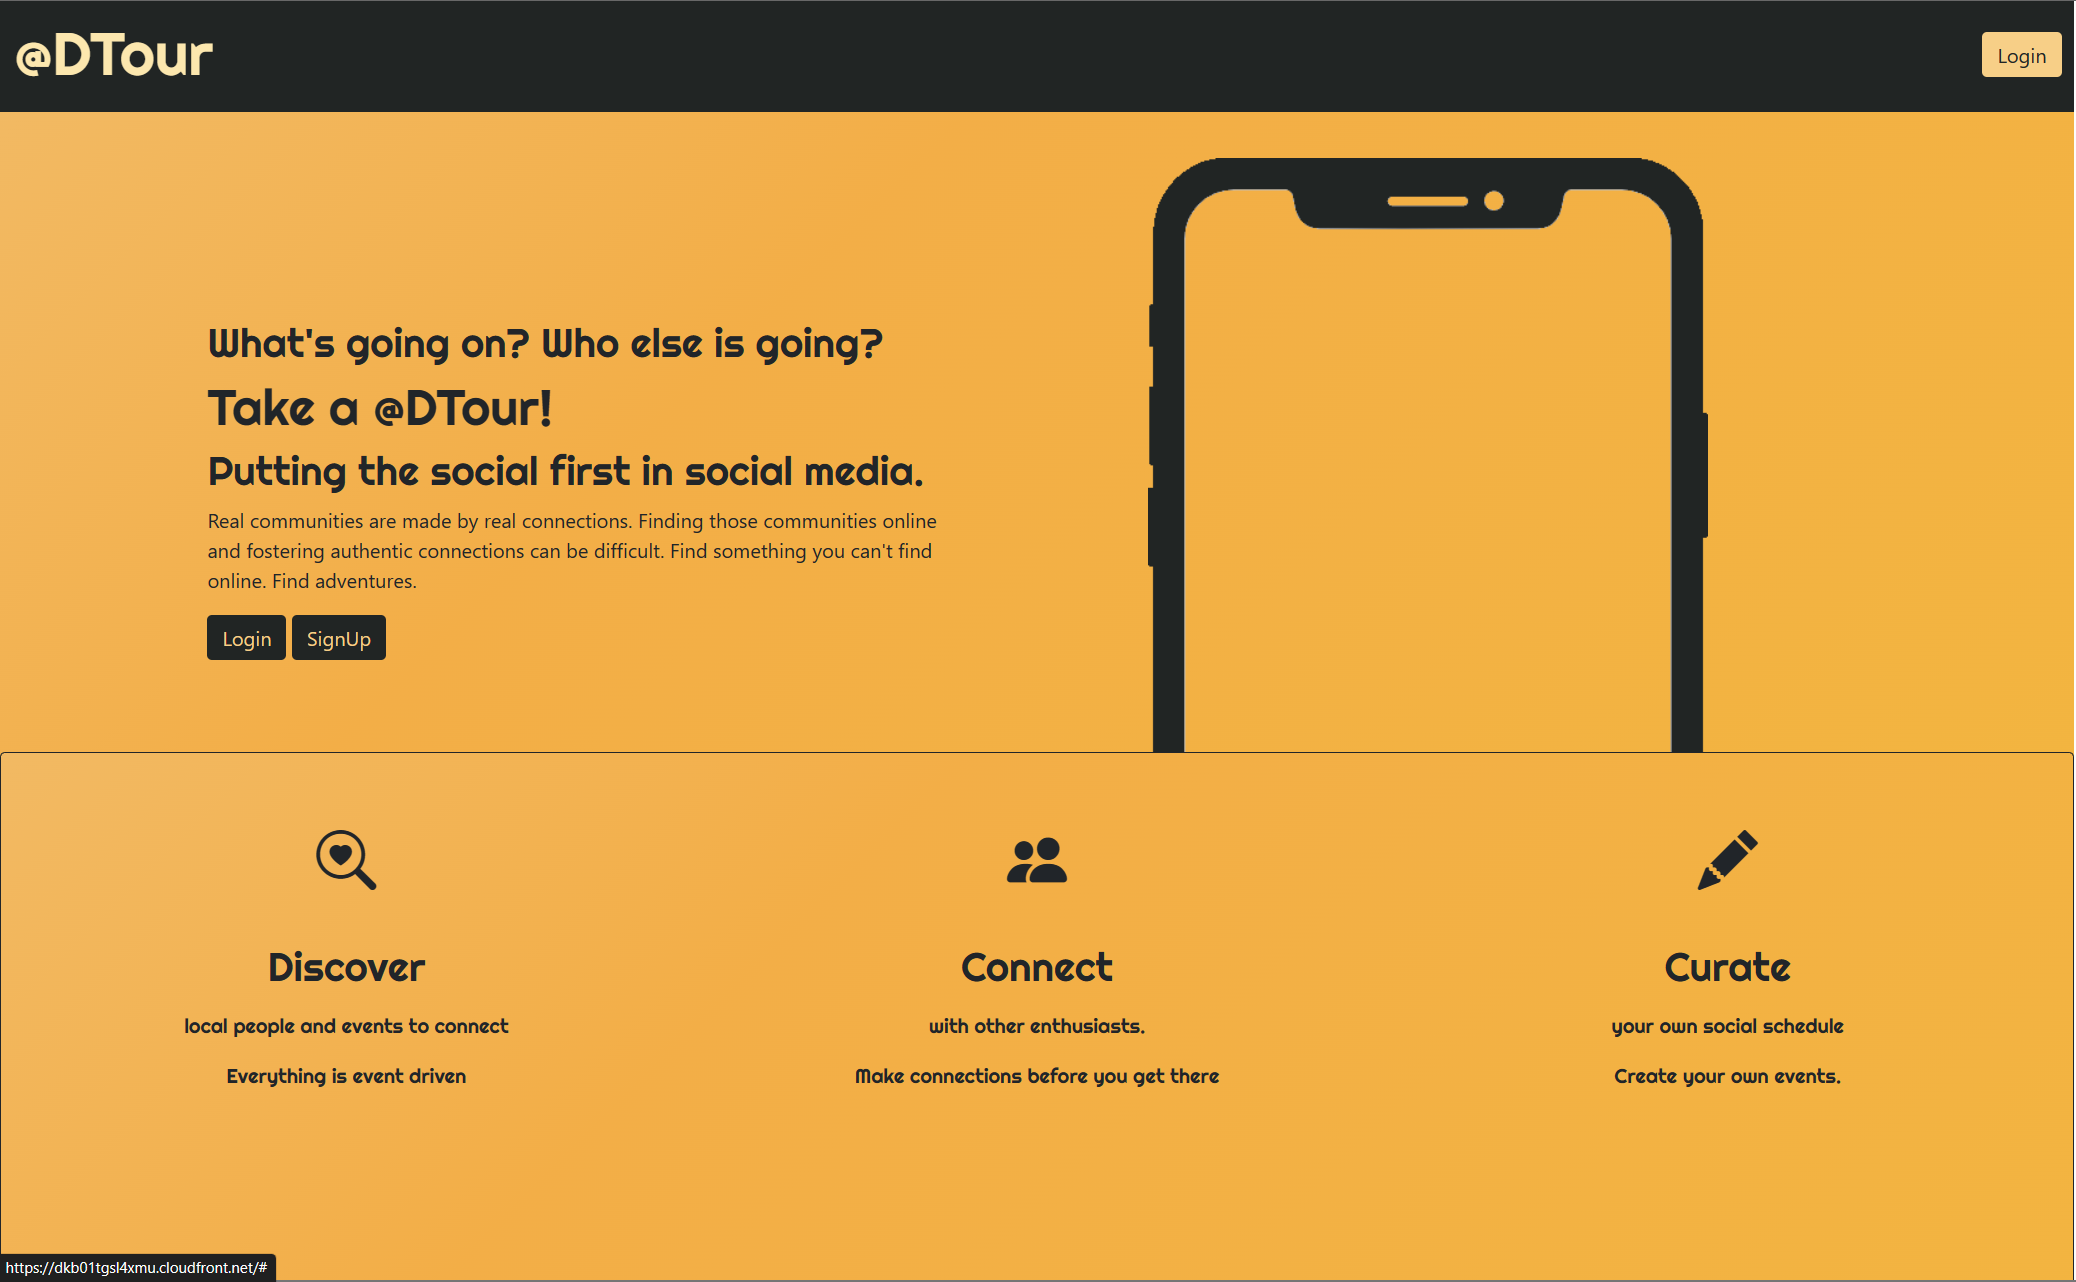 @DTour
Login
What's going on? Who else is going?
Take a @DTour!
Putting the social first in social media.
Real communities are made by real connections. Finding those communities online
and fostering authentic connections can be difficult. Find something you can't find
online. Find adventures.
Login SignUp
Discover
local people and events to connect
Everything is event driven
Connect
with other enthusiasts.
Make connections before you get there
Curate
your own social schedule
Create your own events.
https://dkb01tgsl4xmu.cloudfront.net/#